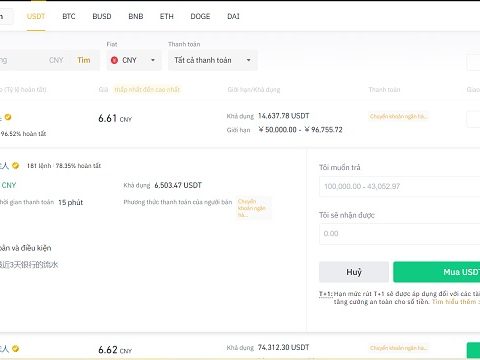 USDT BTC BUSD BNB ETH DOGE DAI
Fiat Thanh toán
CNY Tìm CNY Tất cả thanh toán
(Tỷ lệ hoàn tất) Giá thấp nhất đến cao nhất Giới hạn/Khả dụng Thanh toán Giao
6.61 CNY Khả dụng 14,637.78 USDT Chuyển khoản ngân hà...
96.52% hoàn tất Giới hạn ¥ 50,000.00 - ¥ 96,755.72
人 181 lệnh 78.35% hoàn tất
Tôi muốn trả
CNY Khả dụng 6,503.47 USDT 100,000.00 - 43,052.97
thời gian thanh toán 15 phút Phương thức thanh toán của người bán Chuyển khoản ngân hà...
Tôi sẽ nhận được
0.00
và điều kiện
近3天银行的流水
Huỷ Mua USDT
T+1: Hạn mức rút T+1 sẽ được áp dụng đối với các tài
tăng cường an toàn cho số tiền. Tìm hiểu thêm
人 6.62 CNY Khả dụng 74,312.30 USDT Chuyển khoản ngân hà...